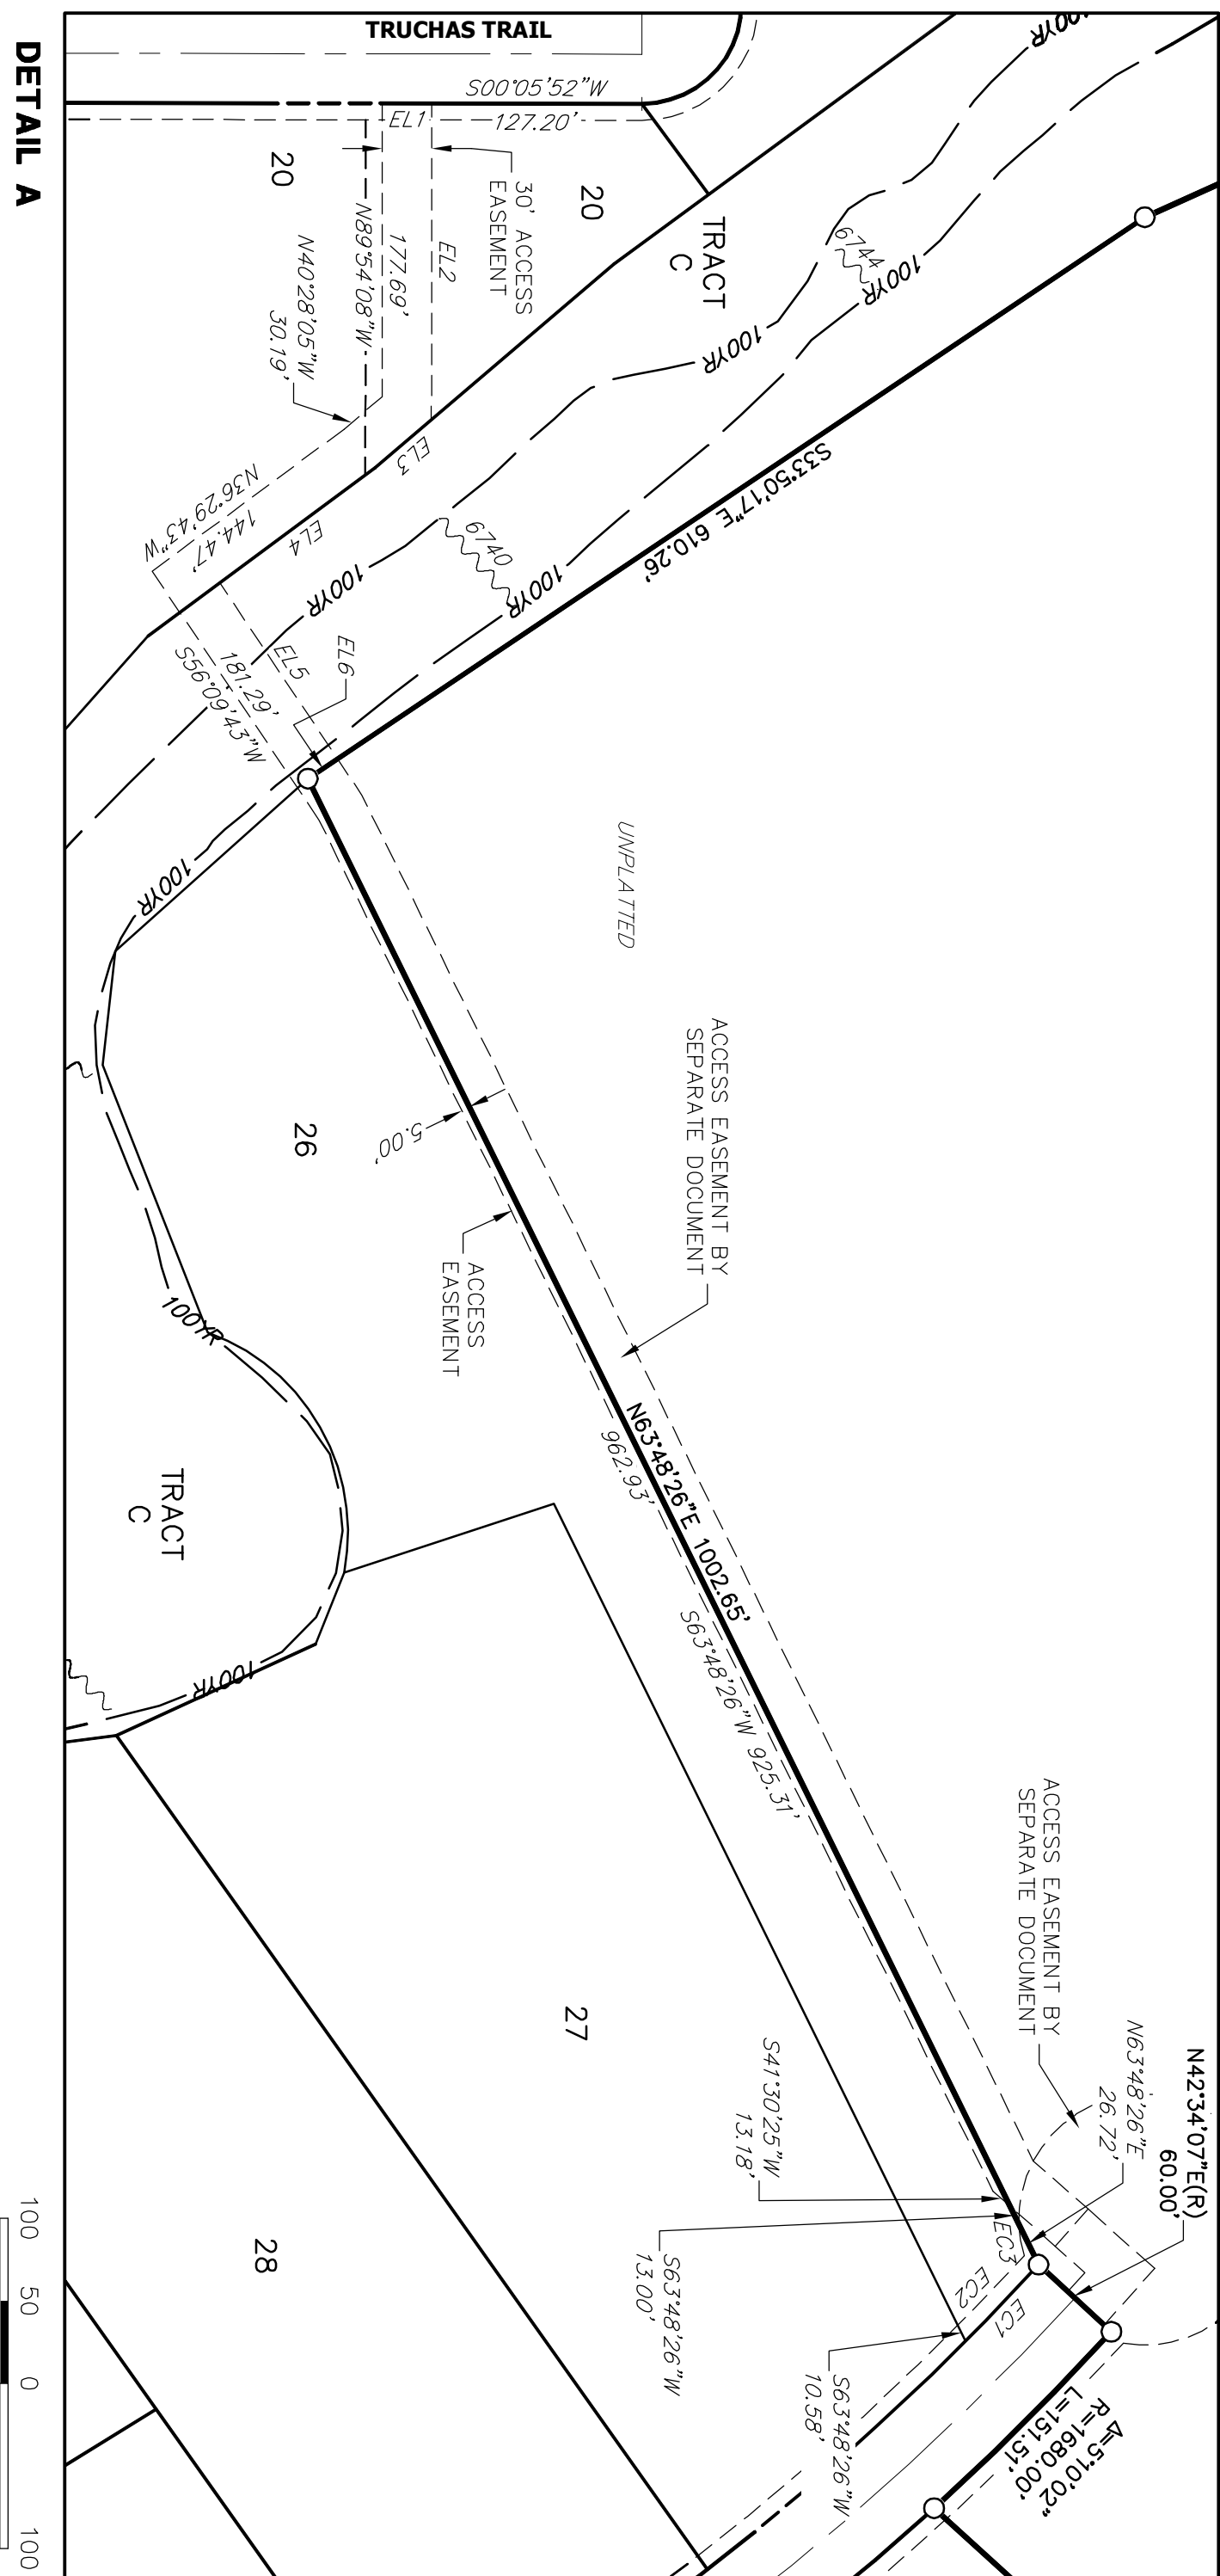 TRUCHAS TRAIL
S00°05'52"W
127.20'
EL1
20
20
30' ACCESS
EASEMENT
TRACT
C
100YR
6744
100YR
100YR
EL2
177.69'
N89°54'08"W
N40°28'05"W
30.19'
EL3
EL4
N36°29'43"W
144.47'
100YR
6740
100YR
S33°50'17"E 610.26'
EL5
EL6
181.29'
S56°09'43"W
100YR
UNPLATTED
ACCESS EASEMENT BY
SEPARATE DOCUMENT
26
5.00'
ACCESS
EASEMENT
100YR
N63°48'26"E 1002.65'
962.93'
S63°48'26"W 925.31'
TRACT
C
100YR
ACCESS EASEMENT BY
SEPARATE DOCUMENT
27
S41°30'25"W
13.18'
N63°48'26"E
26.72'
N42°34'07"E(R)
60.00'
EC3
EC2
EC1
S63°48'26"W
13.00'
S63°48'26"W
10.58'
28
Δ=5°10'02"
R=1680.00'
L=151.51'
DETAIL A
100 50 0 100